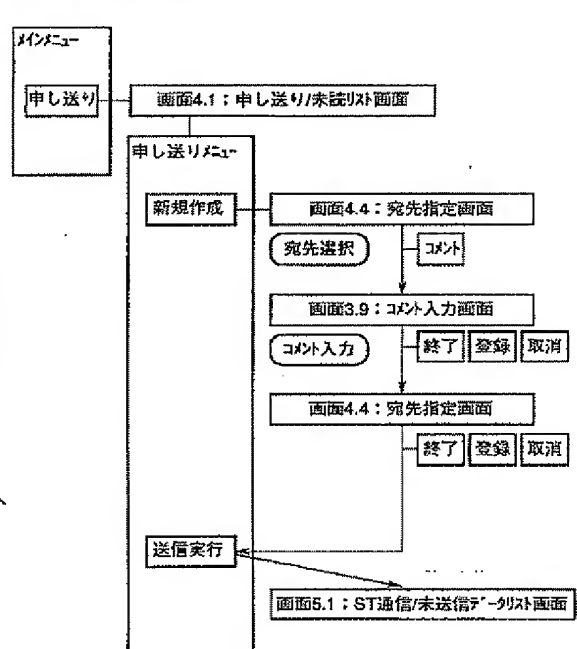 ﾒｲﾝﾒﾆｭｰ
申し送り
画面4.1：申し送り/未読ﾘｽﾄ画面
申し送りﾒﾆｭｰ
新規作成
画面4.4：宛先指定画面
宛先選択
ｺﾒﾝﾄ
画面3.9：ｺﾒﾝﾄ入力画面
ｺﾒﾝﾄ入力
終了 登録 取消
画面4.4：宛先指定画面
終了 登録 取消
送信実行
画面5.1：ST通信/未送信ﾃﾞｰﾀﾘｽﾄ画面